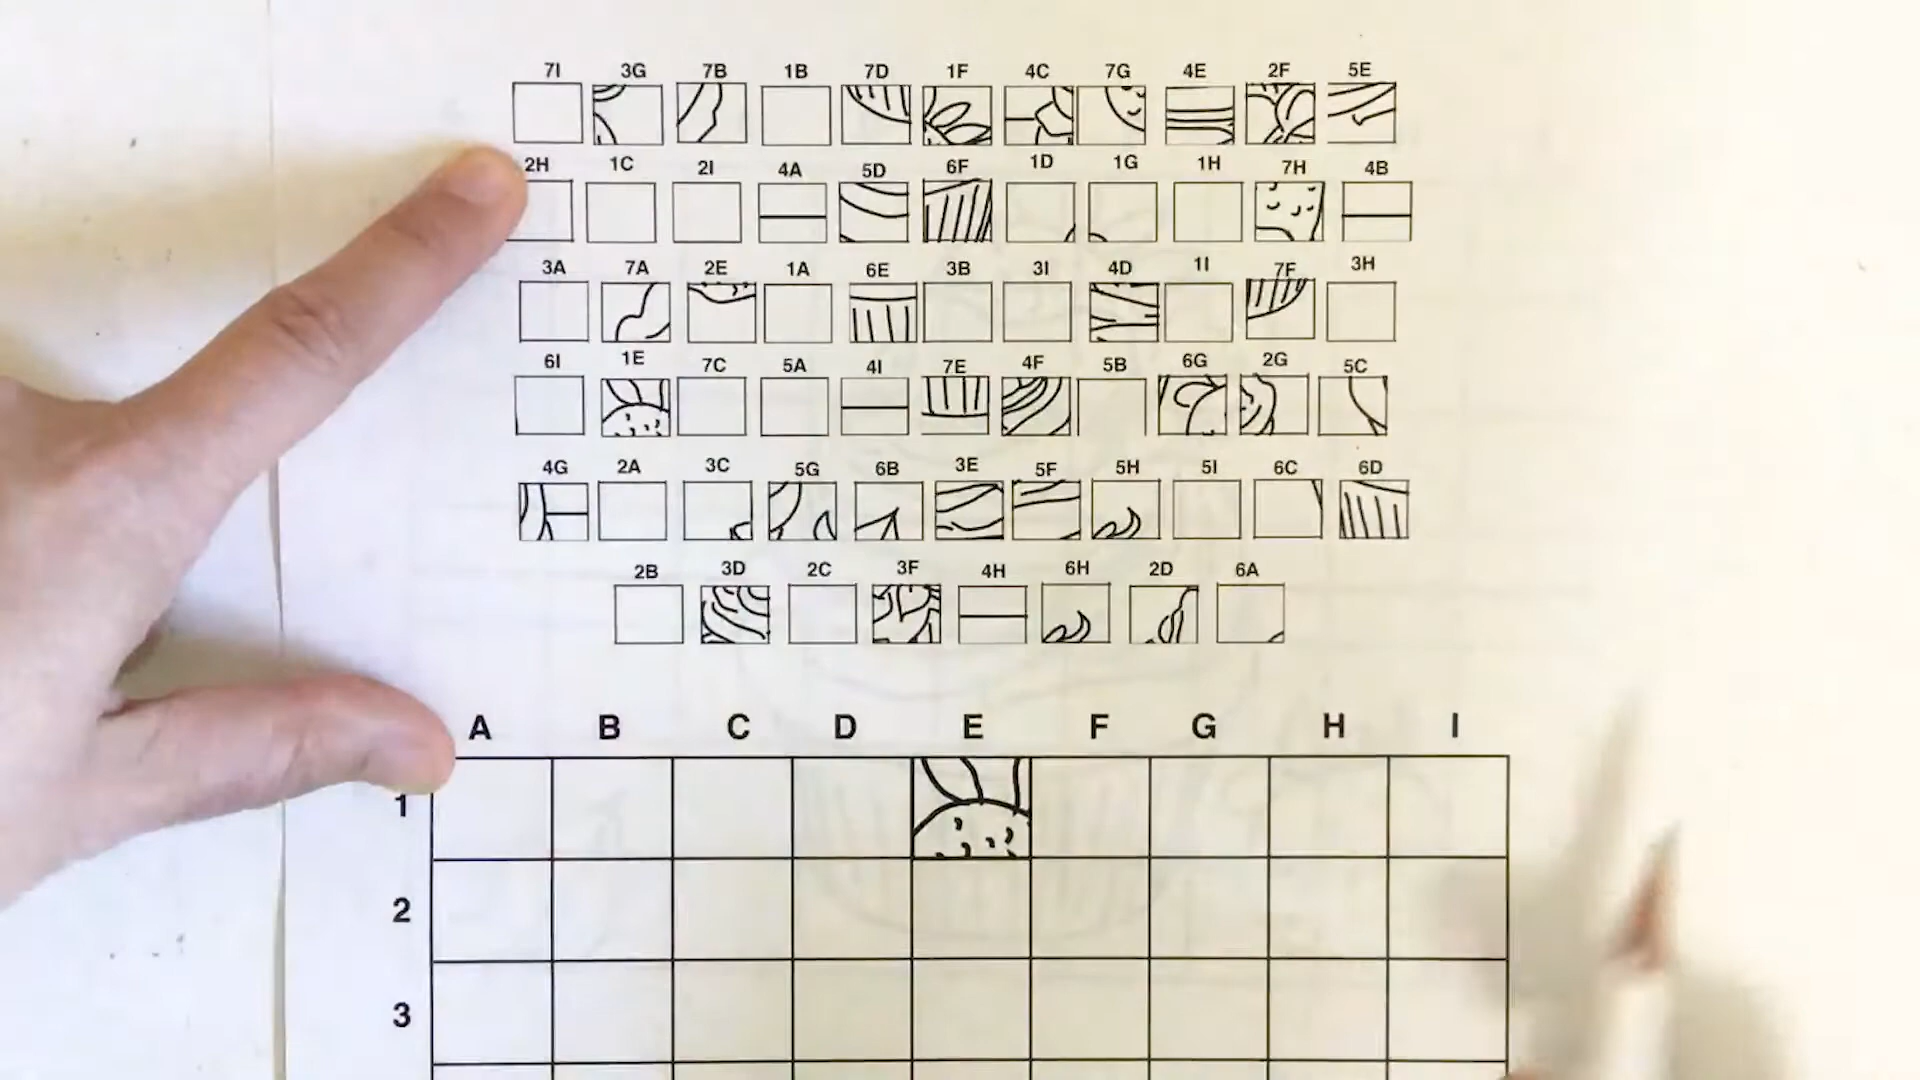 7I 3G 7B 1B 7D 1F 4C 7G 4E 2F 5E
2H 1C 2I 4A 5D 6F 1D 1G 1H 7H 4B
3A 7A 2E 1A 6E 3B 3I 4D 1I 7F 3H
6I 1E 7C 5A 4I 7E 4F 5B 6G 2G 5C
4G 2A 3C 5G 6B 3E 5F 5H 5I 6C 6D
2B 3D 2C 3F 4H 6H 2D 6A
A B C D E F G H I
1
2
3